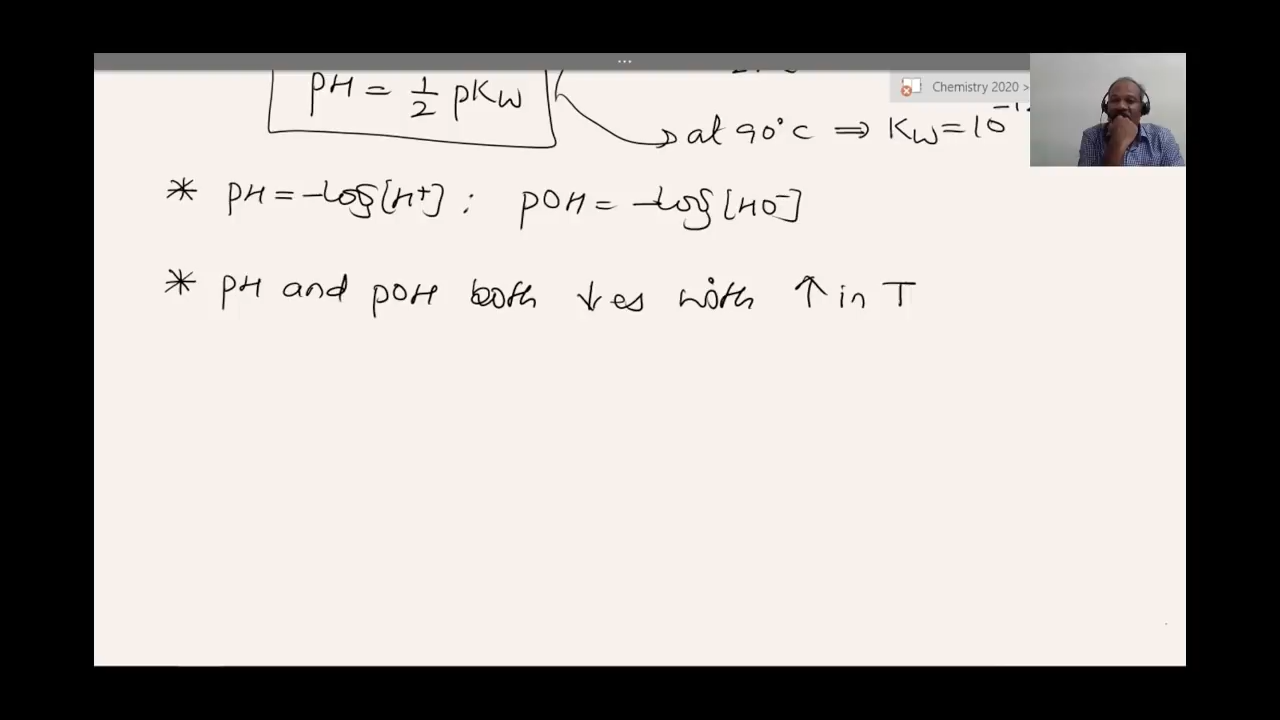 Chemistry 2020 >
pH = 1/2 pKw
→ at 90°C ⇒ Kw = 10
* pH = -log[H+] : pOH = -log[HO-]
* pH and pOH both ↓es with ↑ in T